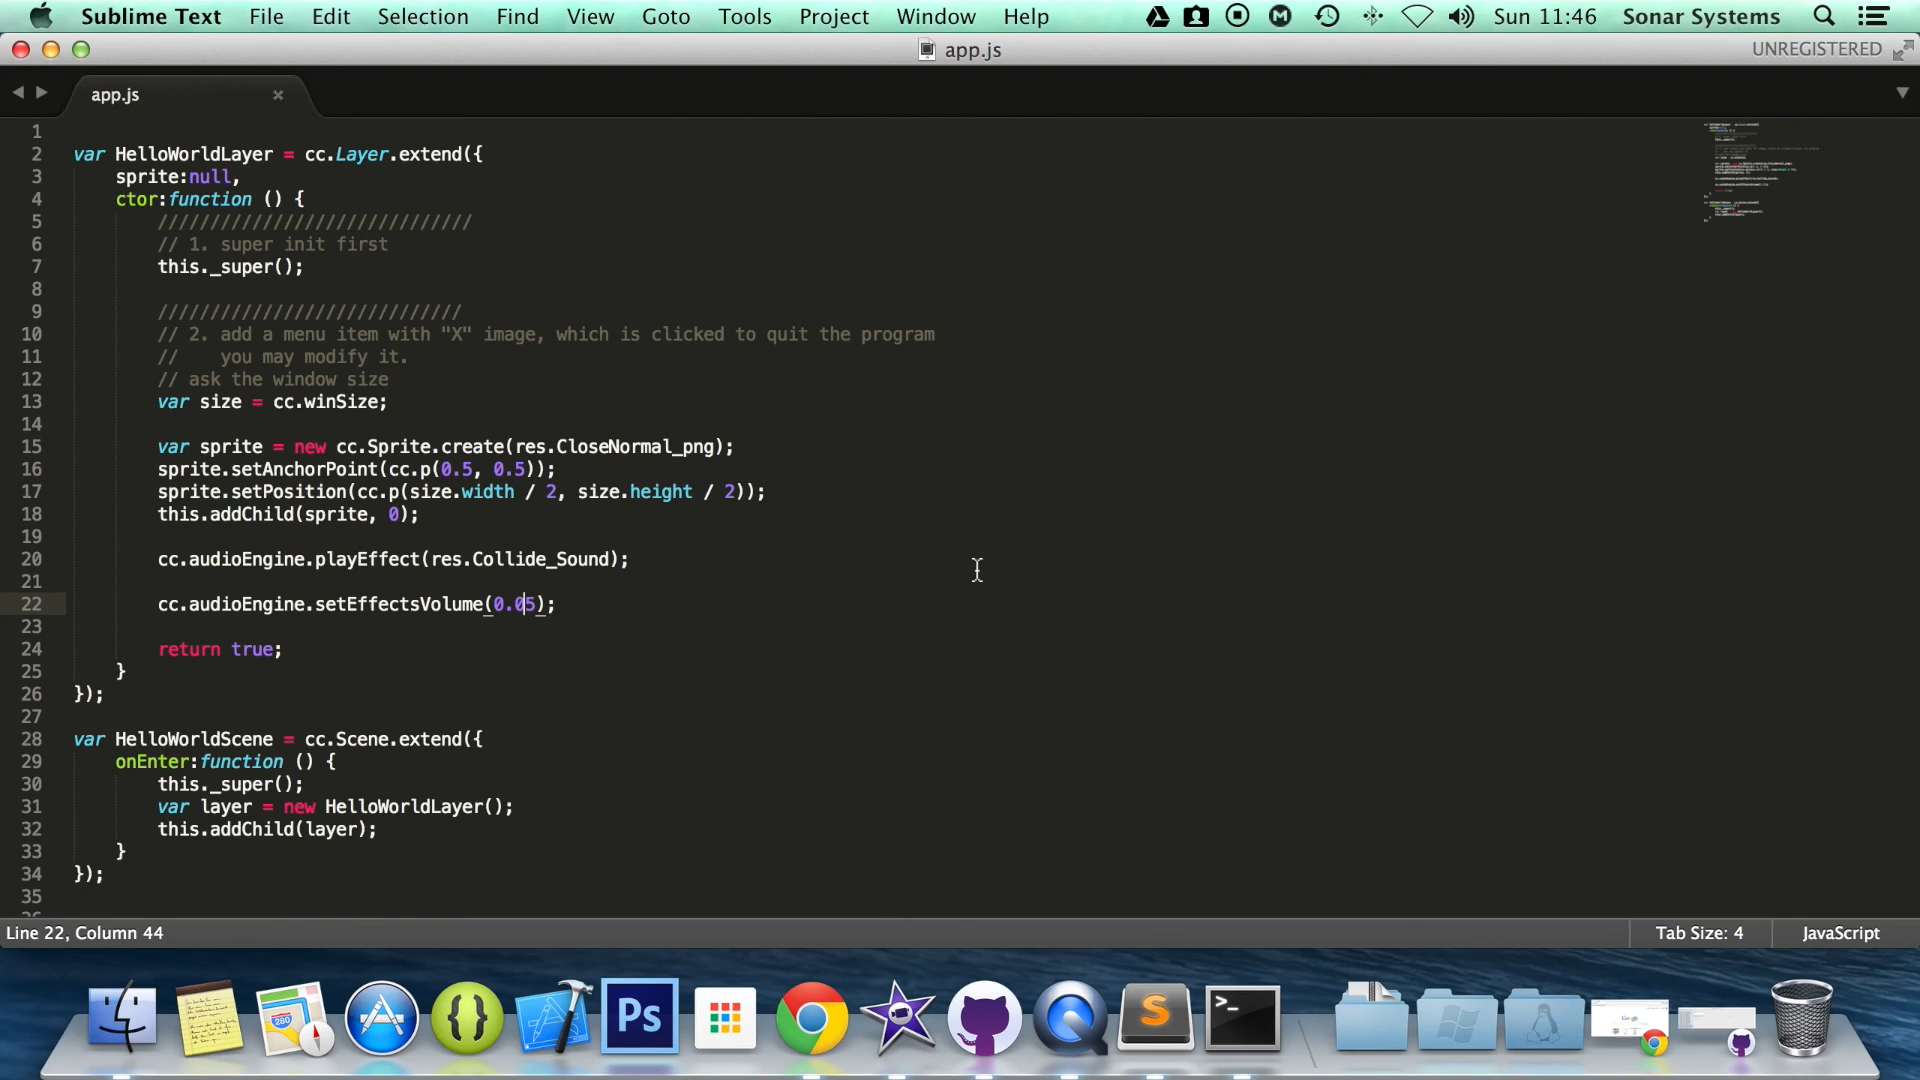 Sublime Text File Edit Selection Find View Goto Tools Project Window Help Sun 11:46 Sonar Systems
app.js UNREGISTERED
app.js
1
2 var HelloWorldLayer = cc.Layer.extend({
3 sprite:null,
4 ctor:function () {
5 //////////////////////////////
6 // 1. super init first
7 this._super();
8
9 /////////////////////////////
10 // 2. add a menu item with "X" image, which is clicked to quit the program
11 // you may modify it.
12 // ask the window size
13 var size = cc.winSize;
14
15 var sprite = new cc.Sprite.create(res.CloseNormal_png);
16 sprite.setAnchorPoint(cc.p(0.5, 0.5));
17 sprite.setPosition(cc.p(size.width / 2, size.height / 2));
18 this.addChild(sprite, 0);
19
20 cc.audioEngine.playEffect(res.Collide_Sound);
21
22 cc.audioEngine.setEffectsVolume(0.05);
23
24 return true;
25 }
26 });
27
28 var HelloWorldScene = cc.Scene.extend({
29 onEnter:function () {
30 this._super();
31 var layer = new HelloWorldLayer();
32 this.addChild(layer);
33 }
34 });
35
Line 22, Column 44 Tab Size: 4 JavaScript
280
Ps
S
>_